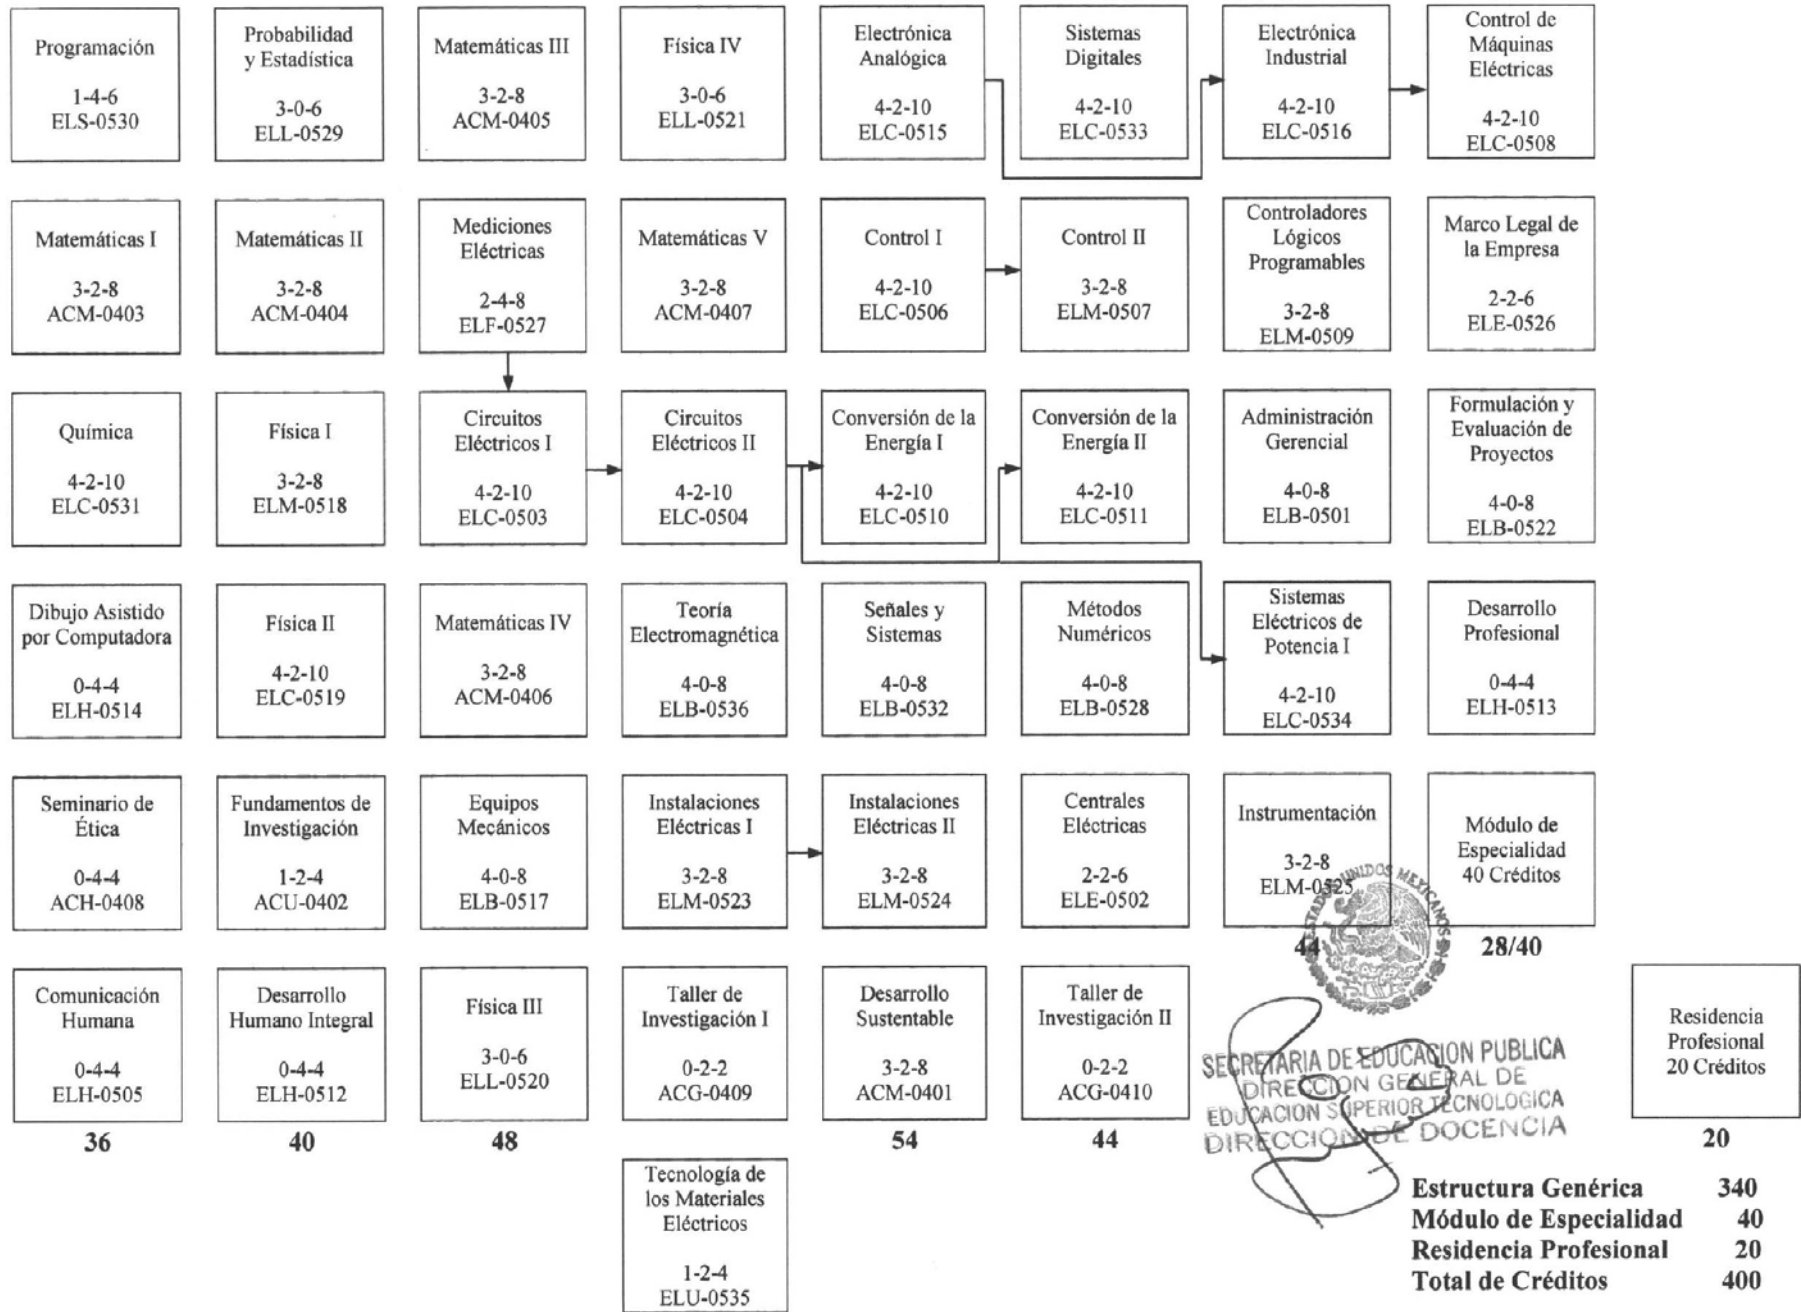 Programación
1-4-6
ELS-0530
Probabilidad
y Estadística
3-0-6
ELL-0529
Matemáticas III
3-2-8
ACM-0405
Física IV
3-0-6
ELL-0521
Electrónica
Analógica
4-2-10
ELC-0515
Sistemas
Digitales
4-2-10
ELC-0533
Electrónica
Industrial
4-2-10
ELC-0516
Control de
Máquinas
Eléctricas
4-2-10
ELC-0508
Matemáticas I
3-2-8
ACM-0403
Matemáticas II
3-2-8
ACM-0404
Mediciones
Eléctricas
2-4-8
ELF-0527
Matemáticas V
3-2-8
ACM-0407
Control I
4-2-10
ELC-0506
Control II
3-2-8
ELM-0507
Controladores
Lógicos
Programables
3-2-8
ELM-0509
Marco Legal de
la Empresa
2-2-6
ELE-0526
Química
4-2-10
ELC-0531
Física I
3-2-8
ELM-0518
Circuitos
Eléctricos I
4-2-10
ELC-0503
Circuitos
Eléctricos II
4-2-10
ELC-0504
Conversión de la
Energía I
4-2-10
ELC-0510
Conversión de la
Energía II
4-2-10
ELC-0511
Administración
Gerencial
4-0-8
ELB-0501
Formulación y
Evaluación de
Proyectos
4-0-8
ELB-0522
Dibujo Asistido
por Computadora
0-4-4
ELH-0514
Física II
4-2-10
ELC-0519
Matemáticas IV
3-2-8
ACM-0406
Teoría
Electromagnética
4-0-8
ELB-0536
Señales y
Sistemas
4-0-8
ELB-0532
Métodos
Numéricos
4-0-8
ELB-0528
Sistemas
Eléctricos de
Potencia I
4-2-10
ELC-0534
Desarrollo
Profesional
0-4-4
ELH-0513
Seminario de
Ética
0-4-4
ACH-0408
Fundamentos de
Investigación
1-2-4
ACU-0402
Equipos
Mecánicos
4-0-8
ELB-0517
Instalaciones
Eléctricas I
3-2-8
ELM-0523
Instalaciones
Eléctricas II
3-2-8
ELM-0524
Centrales
Eléctricas
2-2-6
ELE-0502
Instrumentación
3-2-8
ELM-0525
44
Módulo de
Especialidad
40 Créditos
28/40
ESTADOS UNIDOS MEXICANOS
Comunicación
Humana
0-4-4
ELH-0505
36
Desarrollo
Humano Integral
0-4-4
ELH-0512
40
Física III
3-0-6
ELL-0520
48
Taller de
Investigación I
0-2-2
ACG-0409
Desarrollo
Sustentable
3-2-8
ACM-0401
54
Taller de
Investigación II
0-2-2
ACG-0410
44
SECRETARIA DE EDUCACION PUBLICA
DIRECCION GENERAL DE
EDUCACION SUPERIOR TECNOLOGICA
DIRECCION DE DOCENCIA
Residencia
Profesional
20 Créditos
20
Tecnología de
los Materiales
Eléctricos
1-2-4
ELU-0535
Estructura Genérica 340
Módulo de Especialidad 40
Residencia Profesional 20
Total de Créditos 400